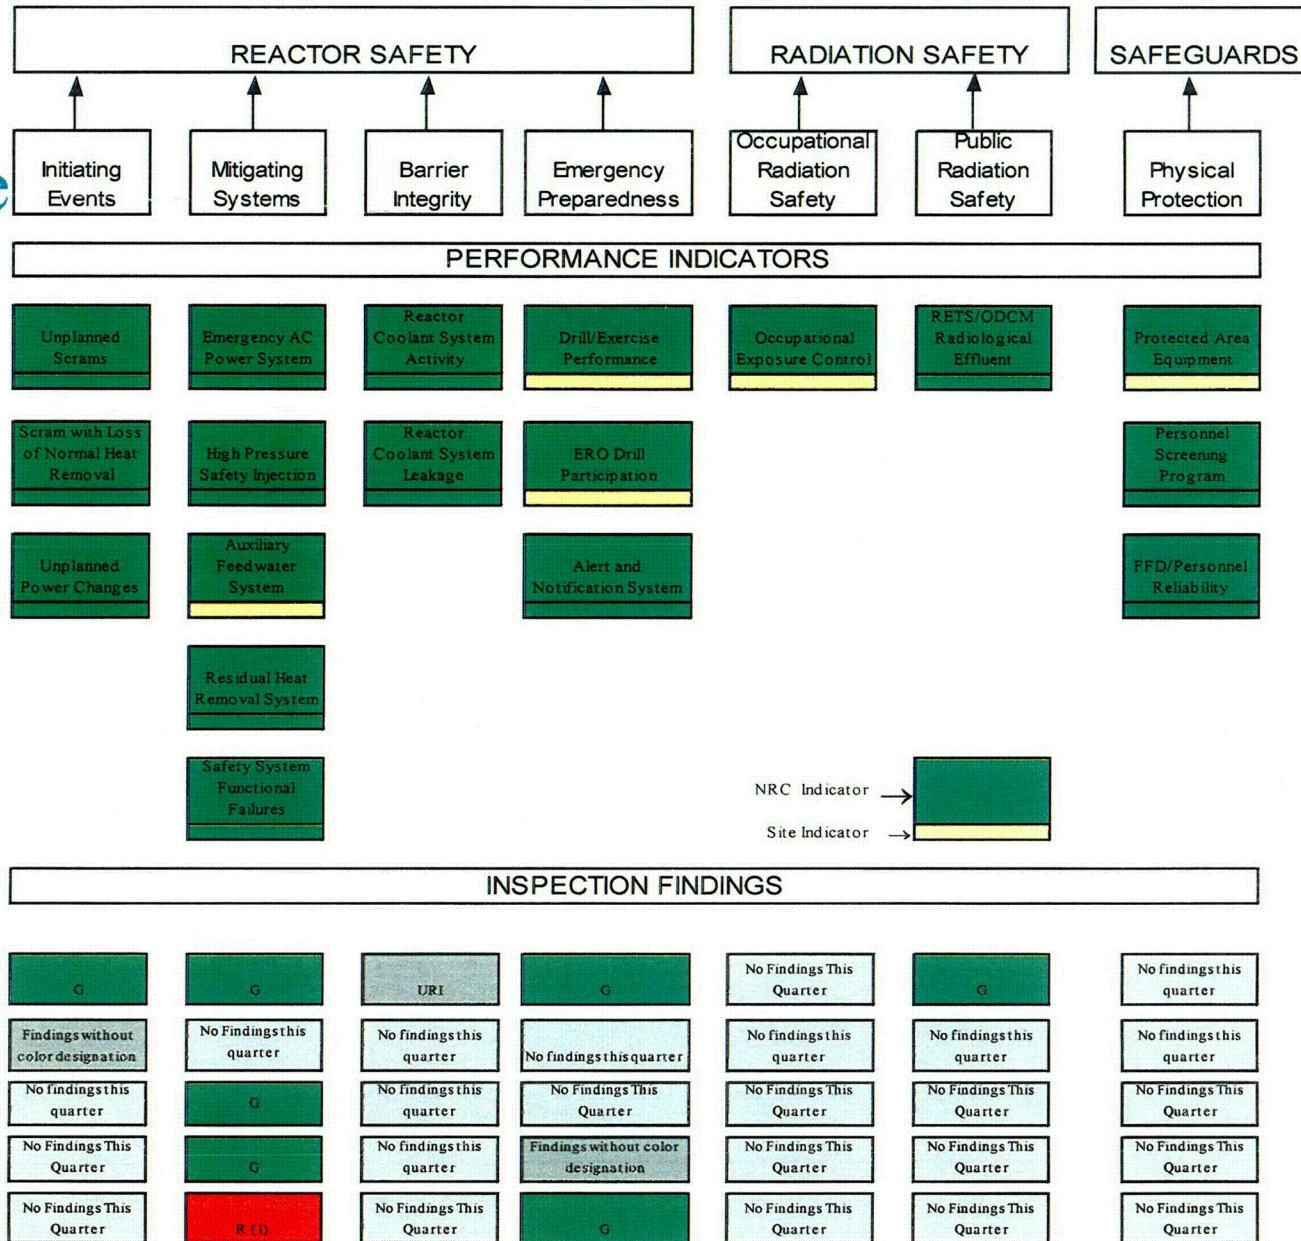 REACTOR SAFETY
RADIATION SAFETY
SAFEGUARDS
Initiating
Events
Mitigating
Systems
Barrier
Integrity
Emergency
Preparedness
Occupational
Radiation
Safety
Public
Radiation
Safety
Physical
Protection
PERFORMANCE INDICATORS
Unplanned
Scrams
Emergency AC
Power System
Reactor
Coolant System
Activity
Drill/Exercise
Performance
Occupational
Exposure Control
RETS/ODCM
Radiological
Effluent
Protected Area
Equipment
Scram with Loss
of Normal Heat
Removal
High Pressure
Safety Injection
Reactor
Coolant System
Leakage
ERO Drill
Participation
Personnel
Screening
Program
Unplanned
Power Changes
Auxiliary
Feedwater
System
Alert and
Notification System
FFD/Personnel
Reliability
Residual Heat
Removal System
Safety System
Functional
Failures
NRC Indicator
Site Indicator
INSPECTION FINDINGS
G
G
URI
G
No Findings This
Quarter
G
No findings this
quarter
Findings without
color designation
No Findings this
quarter
No findings this
quarter
No findings this quarter
No findings this
quarter
No findings this
quarter
No findings this
quarter
No findings this
quarter
G
No findings this
quarter
No Findings This
Quarter
No Findings This
Quarter
No Findings This
Quarter
No Findings This
Quarter
No Findings This
Quarter
G
No findings this
quarter
Findings without color
designation
No Findings This
Quarter
No Findings This
Quarter
No Findings This
Quarter
No Findings This
Quarter
R (1)
No Findings This
Quarter
G
No Findings This
Quarter
No Findings This
Quarter
No Findings This
Quarter